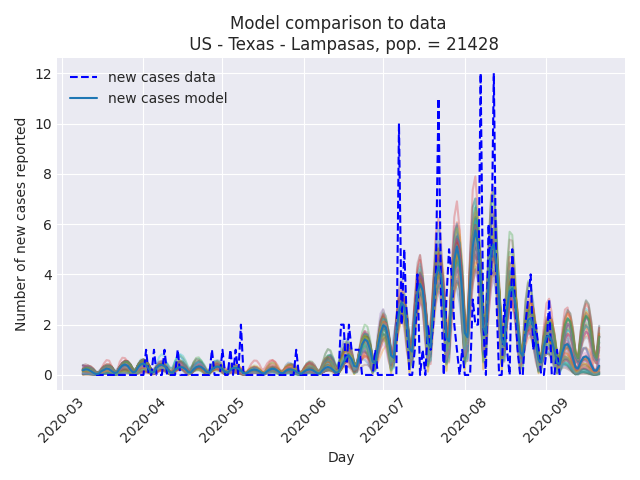 Model comparison to data
US - Texas - Lampasas, pop. = 21428
new cases data
new cases model
Number of new cases reported
12
10
8
6
4
2
0
2020-03
2020-04
2020-05
2020-06
2020-07
2020-08
2020-09
Day